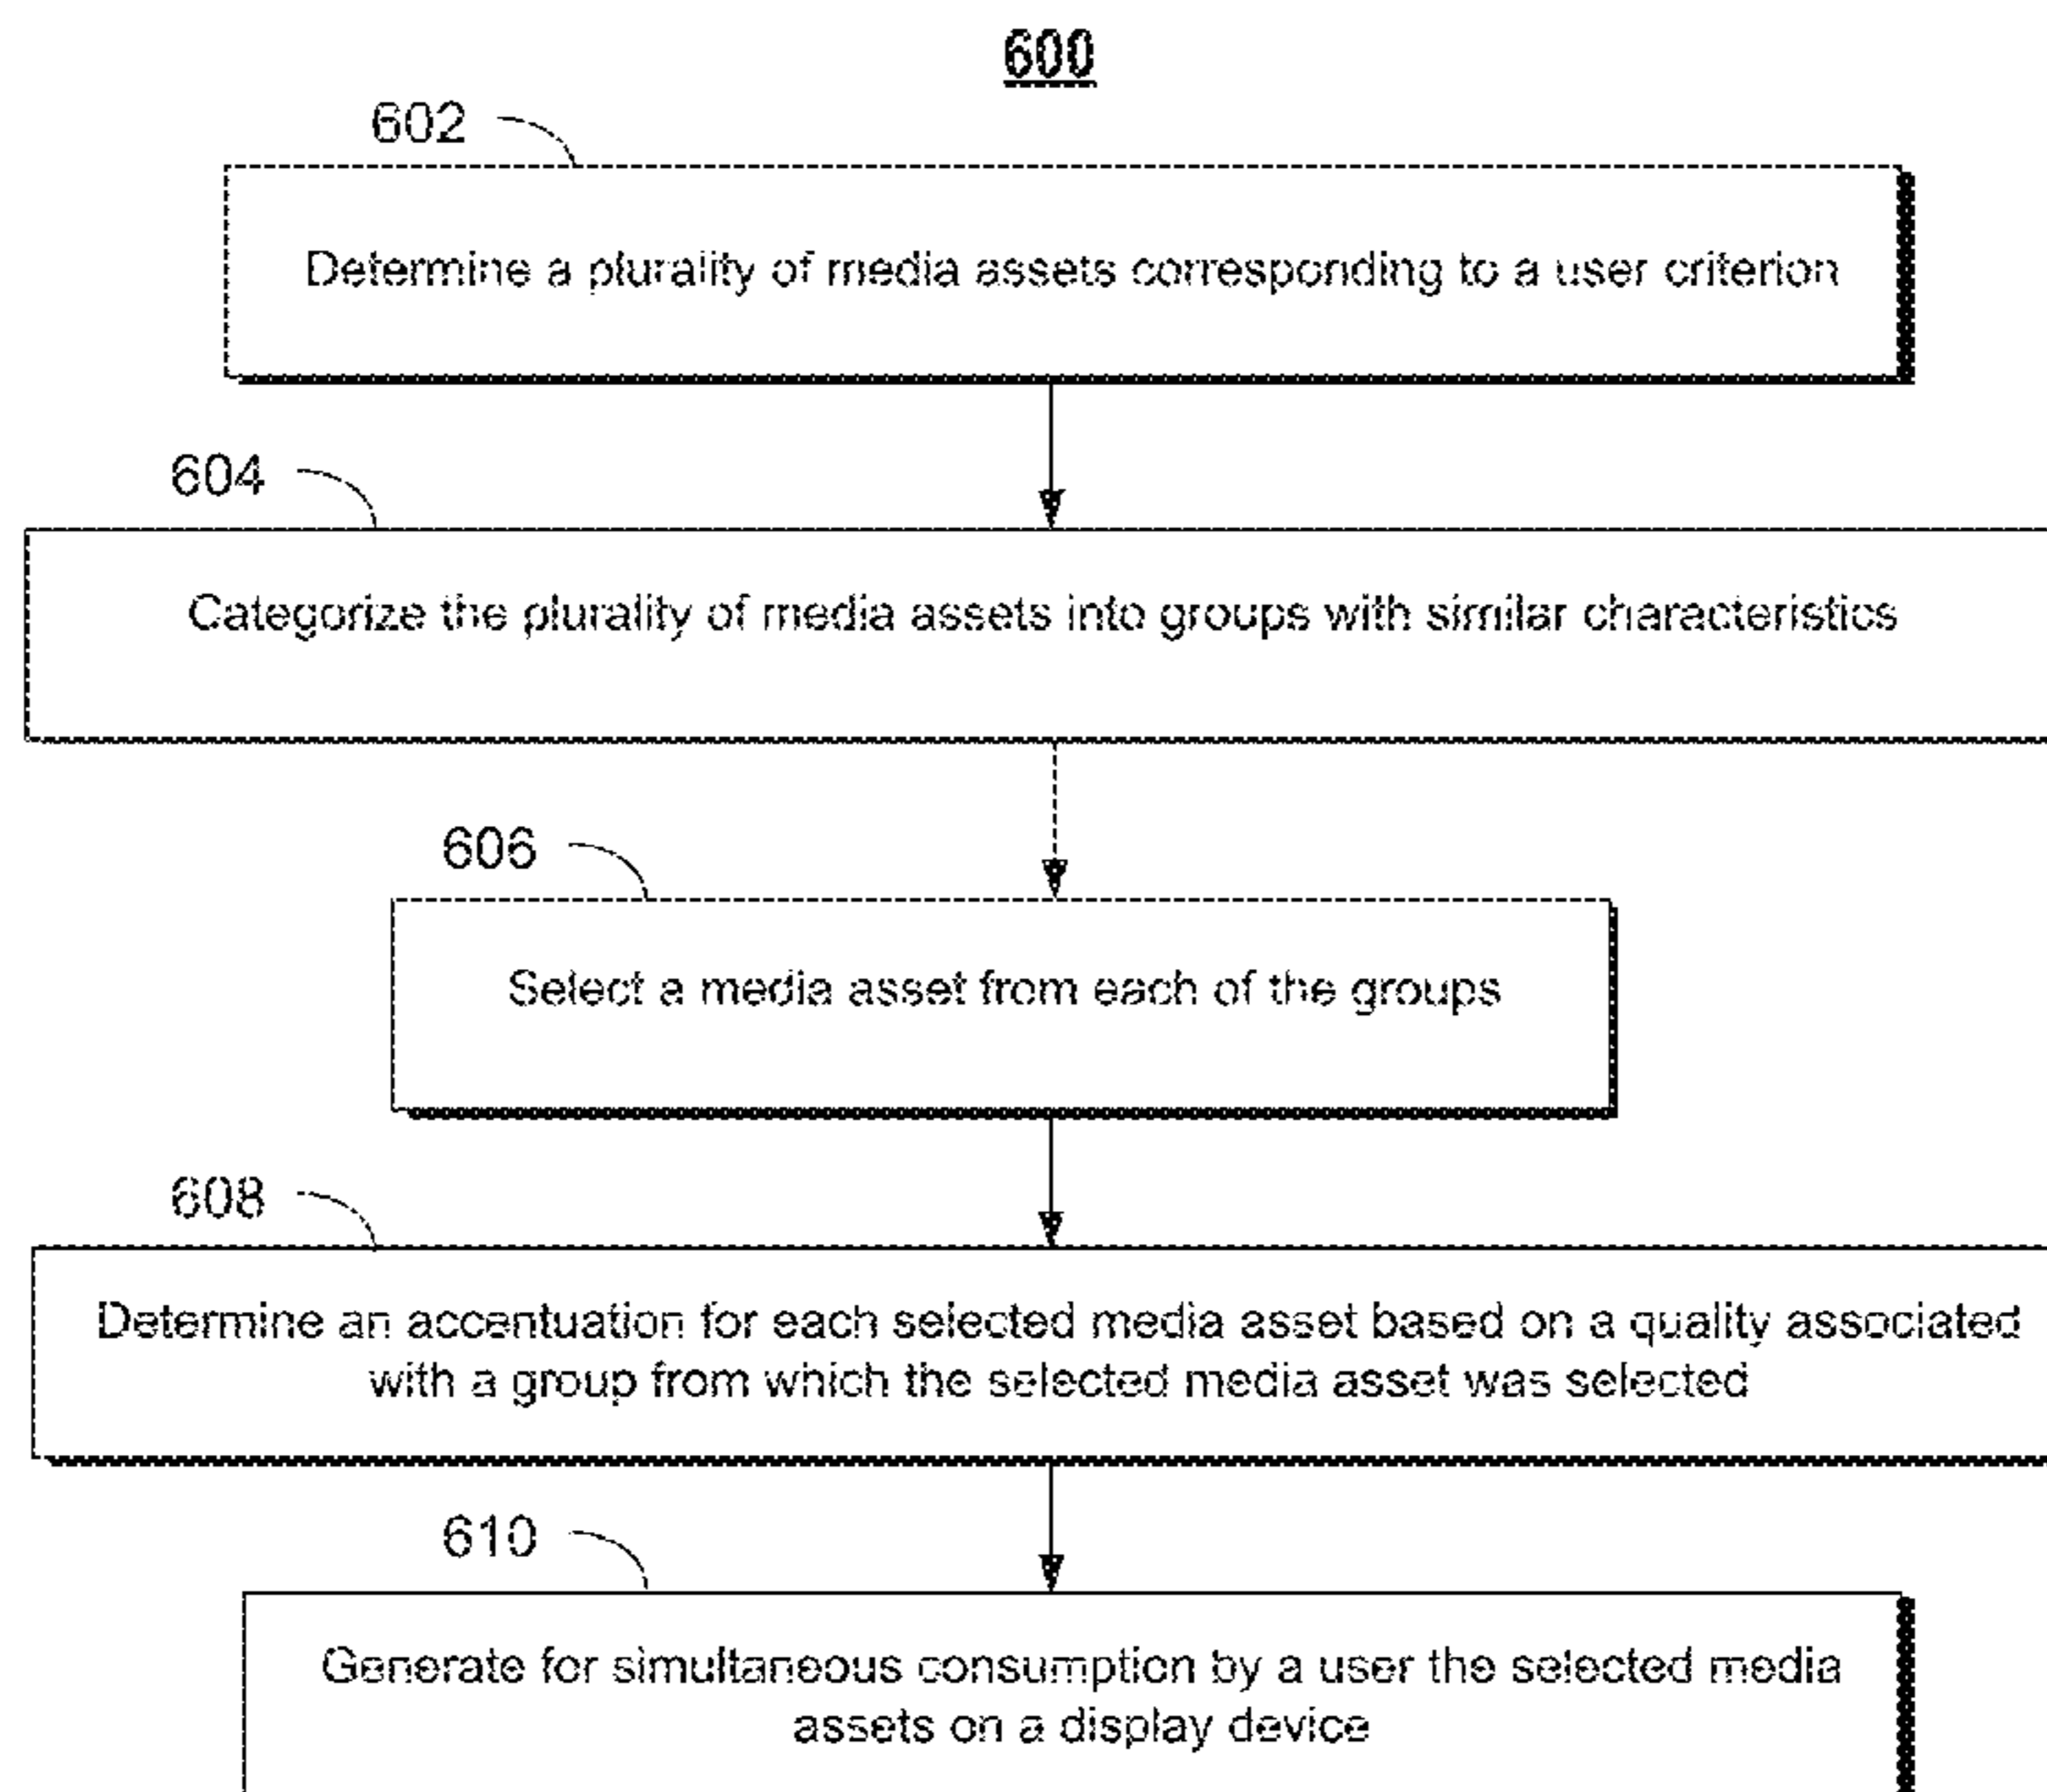 600
602
Determine a plurality of media assets corresponding to a user criterion
604
Categorize the plurality of media assets into groups with similar characteristics
606
Select a media asset from each of the groups
608
Determine an accentuation for each selected media asset based on a quality associated
with a group from which the selected media asset was selected
610
Generate for simultaneous consumption by a user the selected media
assets on a display device